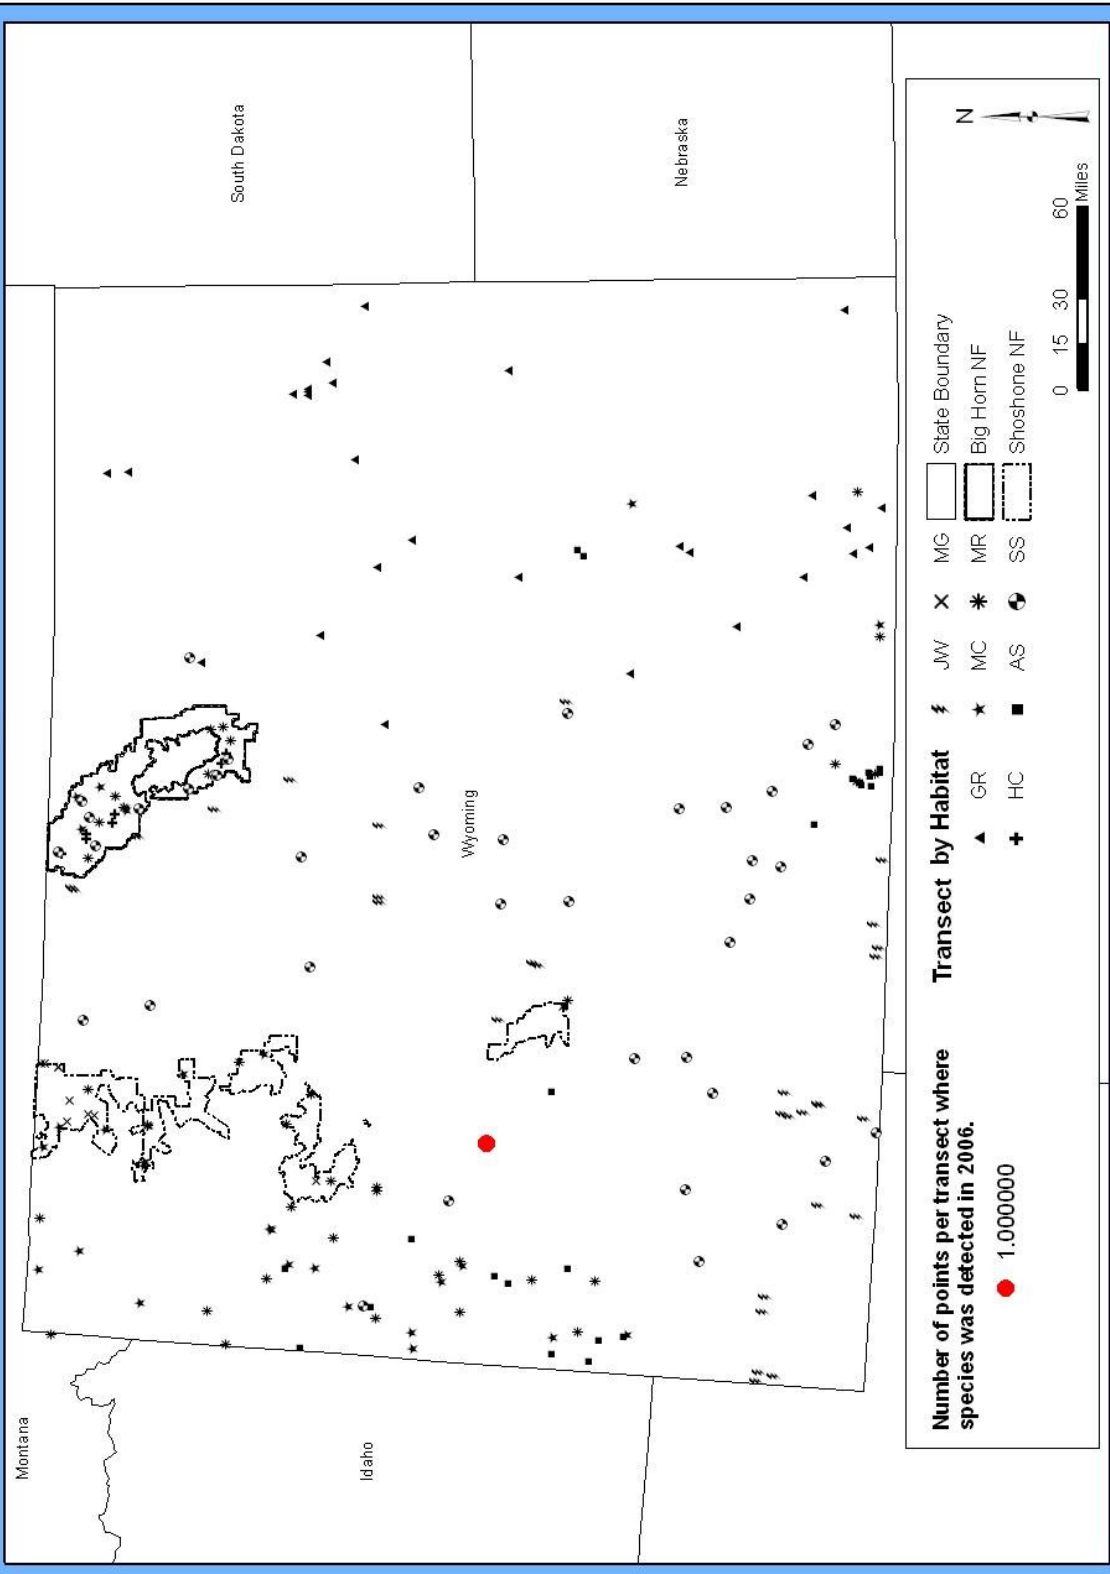 Montana
Idaho
Wyoming
South Dakota
Nebraska
Number of points per transect where
species was detected in 2006.
1.000000
Transect by Habitat
GR
MC
MR
HC
AS
SS
JW
MG
State Boundary
Big Horn NF
Shoshone NF
N
0 15 30 60
Miles